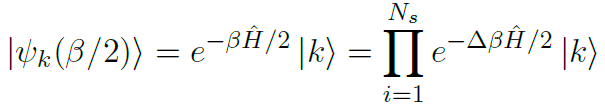 |ψ_k(β/2)⟩ = e^{−βĤ/2} |k⟩ = ∏_{i=1}^{N_s} e^{−ΔβĤ/2} |k⟩